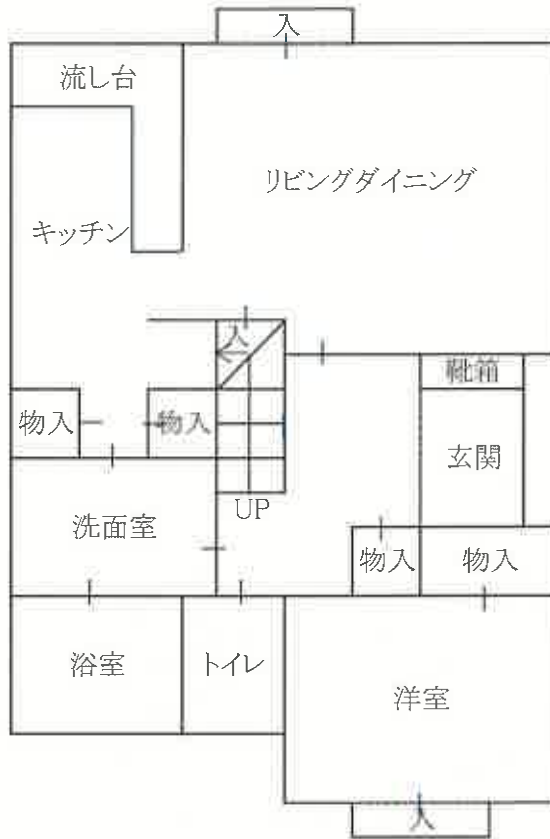 入
流し台
リビングダイニング
キッチン
入
靴箱
物入
物入
玄関
UP
洗面室
物入
物入
浴室
トイレ
洋室
入